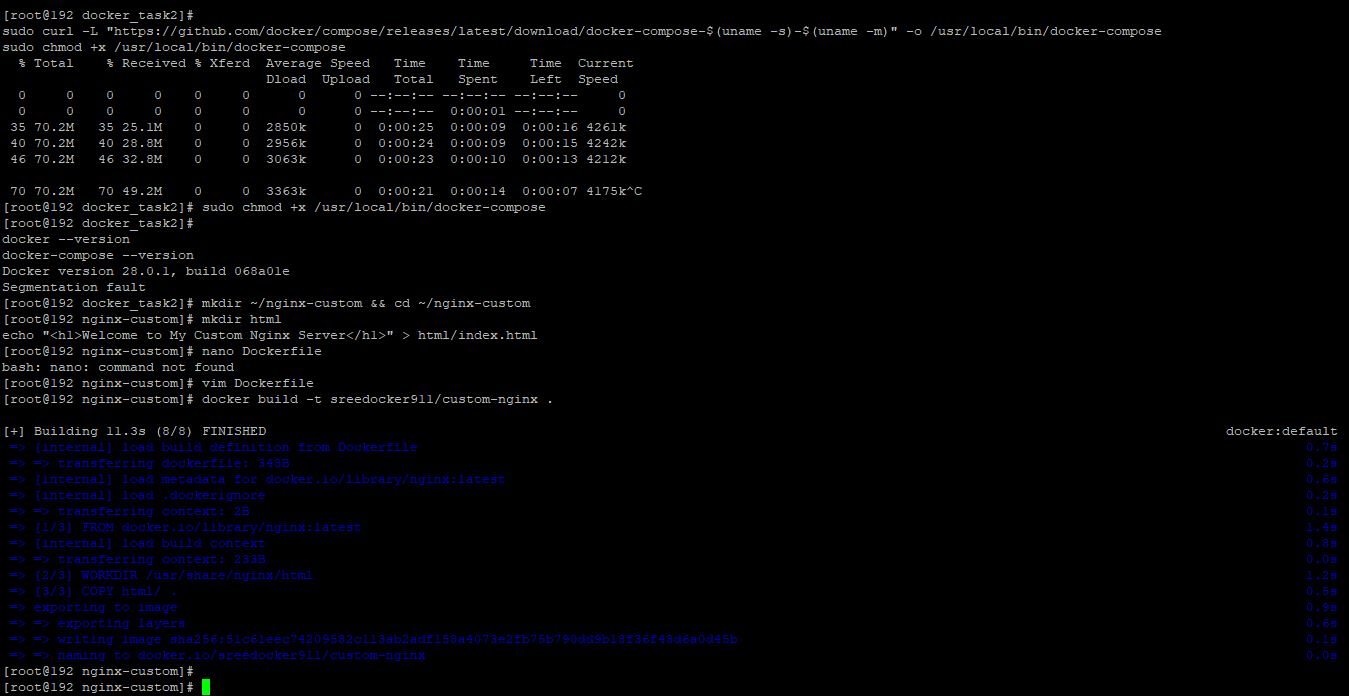 [root@192 docker_task2]#
sudo curl -L "https://github.com/docker/compose/releases/latest/download/docker-compose-$(uname -s)-$(uname -m)" -o /usr/local/bin/docker-compose
sudo chmod +x /usr/local/bin/docker-compose
  % Total    % Received % Xferd  Average Speed   Time    Time     Time  Current
                                 Dload  Upload   Total   Spent    Left  Speed
  0     0    0     0    0     0      0      0 --:--:-- --:--:-- --:--:--     0
  0     0    0     0    0     0      0      0 --:--:--  0:00:01 --:--:--     0
 35 70.2M   35 25.1M    0     0  2850k      0  0:00:25  0:00:09  0:00:16 4261k
 40 70.2M   40 28.8M    0     0  2956k      0  0:00:24  0:00:09  0:00:15 4242k
 46 70.2M   46 32.8M    0     0  3063k      0  0:00:23  0:00:10  0:00:13 4212k
 70 70.2M   70 49.2M    0     0  3363k      0  0:00:21  0:00:14  0:00:07 4175k^C
[root@192 docker_task2]# sudo chmod +x /usr/local/bin/docker-compose
[root@192 docker_task2]#
docker --version
docker-compose --version
Docker version 28.0.1, build 068a01e
Segmentation fault
[root@192 docker_task2]# mkdir ~/nginx-custom && cd ~/nginx-custom
[root@192 nginx-custom]# mkdir html
echo "<h1>Welcome to My Custom Nginx Server</h1>" > html/index.html
[root@192 nginx-custom]# nano Dockerfile
bash: nano: command not found
[root@192 nginx-custom]# vim Dockerfile
[root@192 nginx-custom]# docker build -t sreedocker911/custom-nginx .
[+] Building 11.3s (8/8) FINISHED docker:default
 => [internal] load build definition from Dockerfile 0.7s
 => => transferring dockerfile: 348B 0.2s
 => [internal] load metadata for docker.io/library/nginx:latest 0.6s
 => [internal] load .dockerignore 0.2s
 => => transferring context: 2B 0.1s
 => [1/3] FROM docker.io/library/nginx:latest 1.4s
 => [internal] load build context 0.8s
 => => transferring context: 233B 0.0s
 => [2/3] WORKDIR /usr/share/nginx/html 1.2s
 => [3/3] COPY html/ . 0.5s
 => exporting to image 0.9s
 => => exporting layers 0.6s
 => => writing image 0.1s
 => => naming to docker.io/sreedocker911/custom-nginx 0.0s
[root@192 nginx-custom]#
[root@192 nginx-custom]#